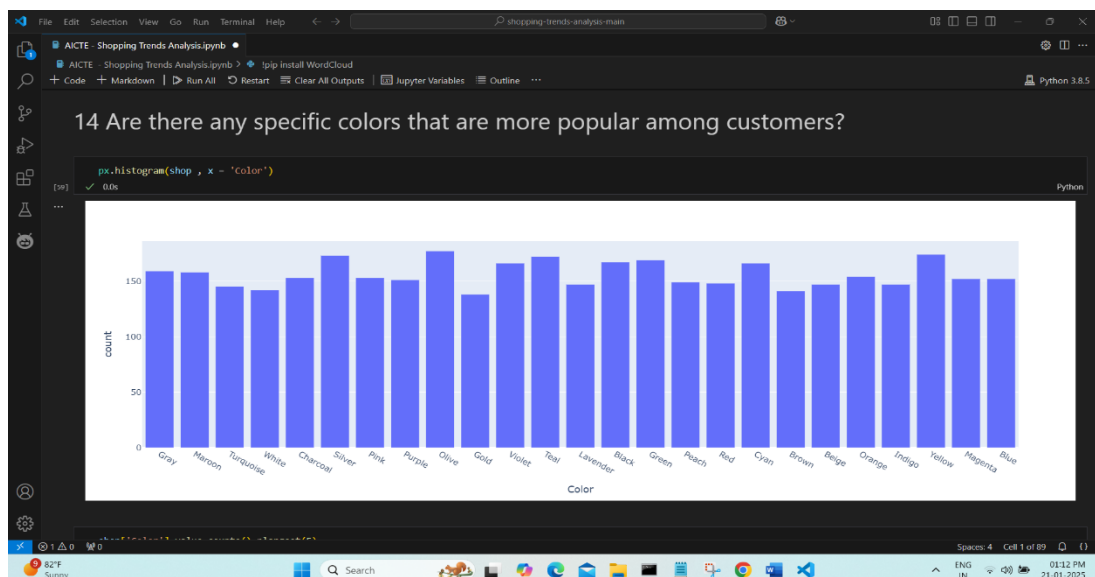 File Edit Selection View Go Run Terminal Help
shopping-trends-analysis-main
AICTE - Shopping Trends Analysis.ipynb
AICTE - Shopping Trends Analysis.ipynb > !pip install WordCloud
+ Code + Markdown | Run All Restart Clear All Outputs | Jupyter Variables Outline ...
Python 3.8.5
14 Are there any specific colors that are more popular among customers?
px.histogram(shop , x = 'Color')
[39] ✓ 0.0s
Python
150
100
50
0
count
Gray Maroon Turquoise White Charcoal Silver Pink Purple Olive Gold Violet Teal Lavender Black Green Peach Red Cyan Brown Beige Orange Indigo Yellow Magenta Blue
Color
1 0 0
Spaces: 4 Cell 1 of 89
82°F
Sunny
Search
ENG
IN
01:12 PM
21-01-2025